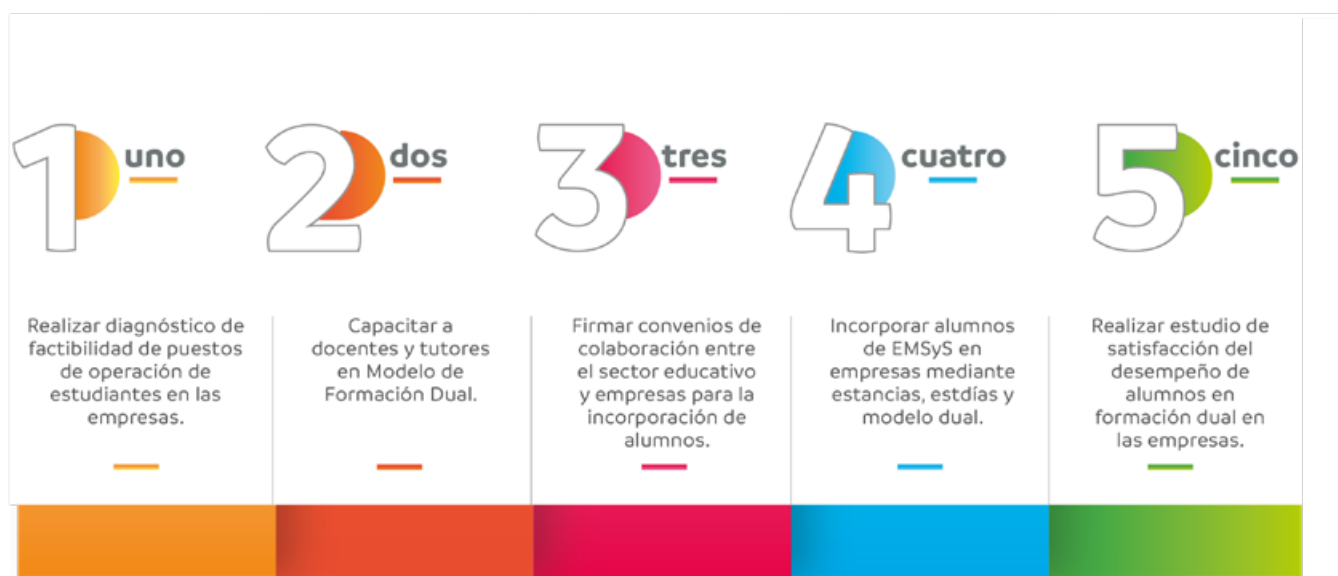 1 uno
Realizar diagnóstico de
factibilidad de puestos
de operación de
estudiantes en las
empresas.
2 dos
Capacitar a
docentes y tutores
en Modelo de
Formación Dual.
3 tres
Firmar convenios de
colaboración entre
el sector educativo
y empresas para la
incorporación de
alumnos.
4 cuatro
Incorporar alumnos
de EMSyS en
empresas mediante
estancias, estdías y
modelo dual.
5 cinco
Realizar estudio de
satisfacción del
desempeño de
alumnos en
formación dual en
las empresas.